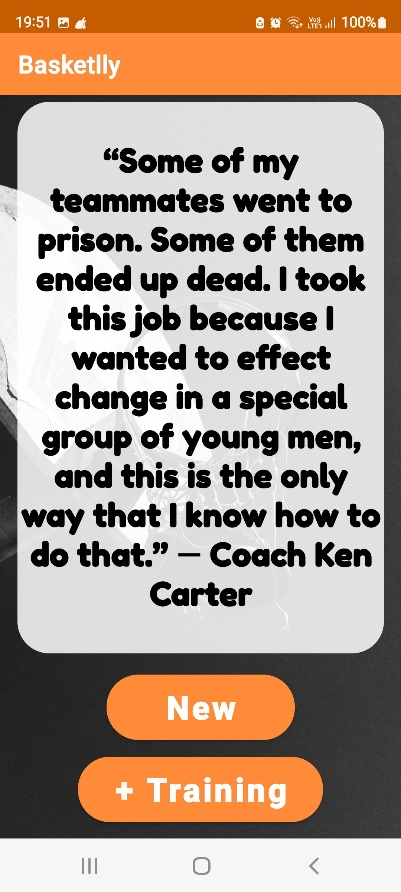 19:51 Vo) LTE1 100%
Basketlly
“Some of my
teammates went to
prison. Some of them
ended up dead. I took
this job because I
wanted to effect
change in a special
group of young men,
and this is the only
way that I know how to
do that.” — Coach Ken
Carter
New
+ Training